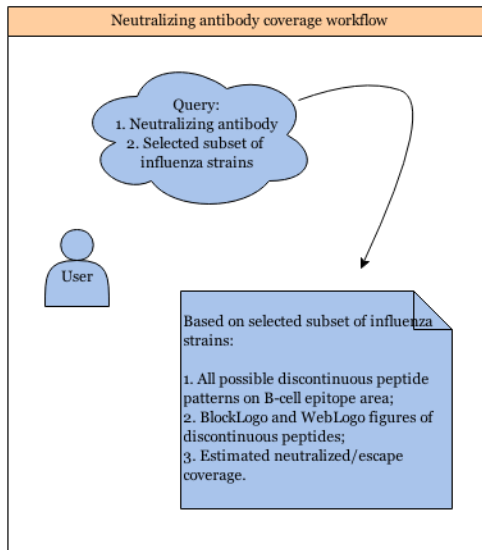 Neutralizing antibody coverage workflow
Query:
1. Neutralizing antibody
2. Selected subset of
influenza strains
User
Based on selected subset of influenza
strains:
1. All possible discontinuous peptide
patterns on B-cell epitope area;
2. BlockLogo and WebLogo figures of
discontinuous peptides;
3. Estimated neutralized/escape
coverage.